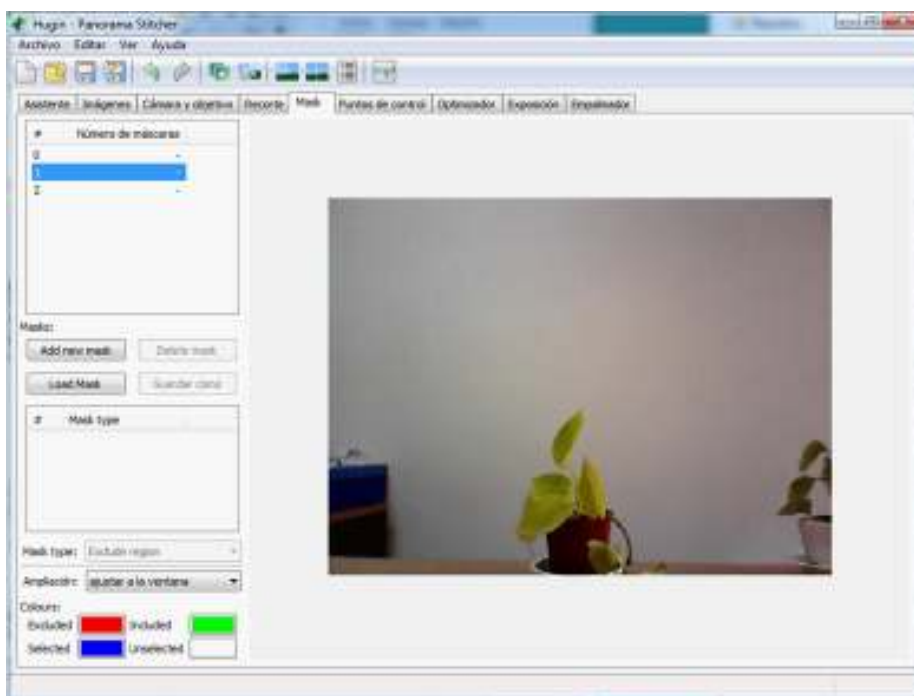 Hugin - Panorama Stitcher
Archivo Editar Ver Ayuda
Asistente Imágenes Cámara y objetivo Recorte Mask Puntos de control Optimizador Exposición Empalmador
# Número de máscaras
0 -
1 -
2 -
Masks:
Add new mask Delete mask
Load Mask Guardar como
# Mask type
Mask type: Exclude region
Ampliación: ajustar a la ventana
Colours:
Excluded Included
Selected Unselected